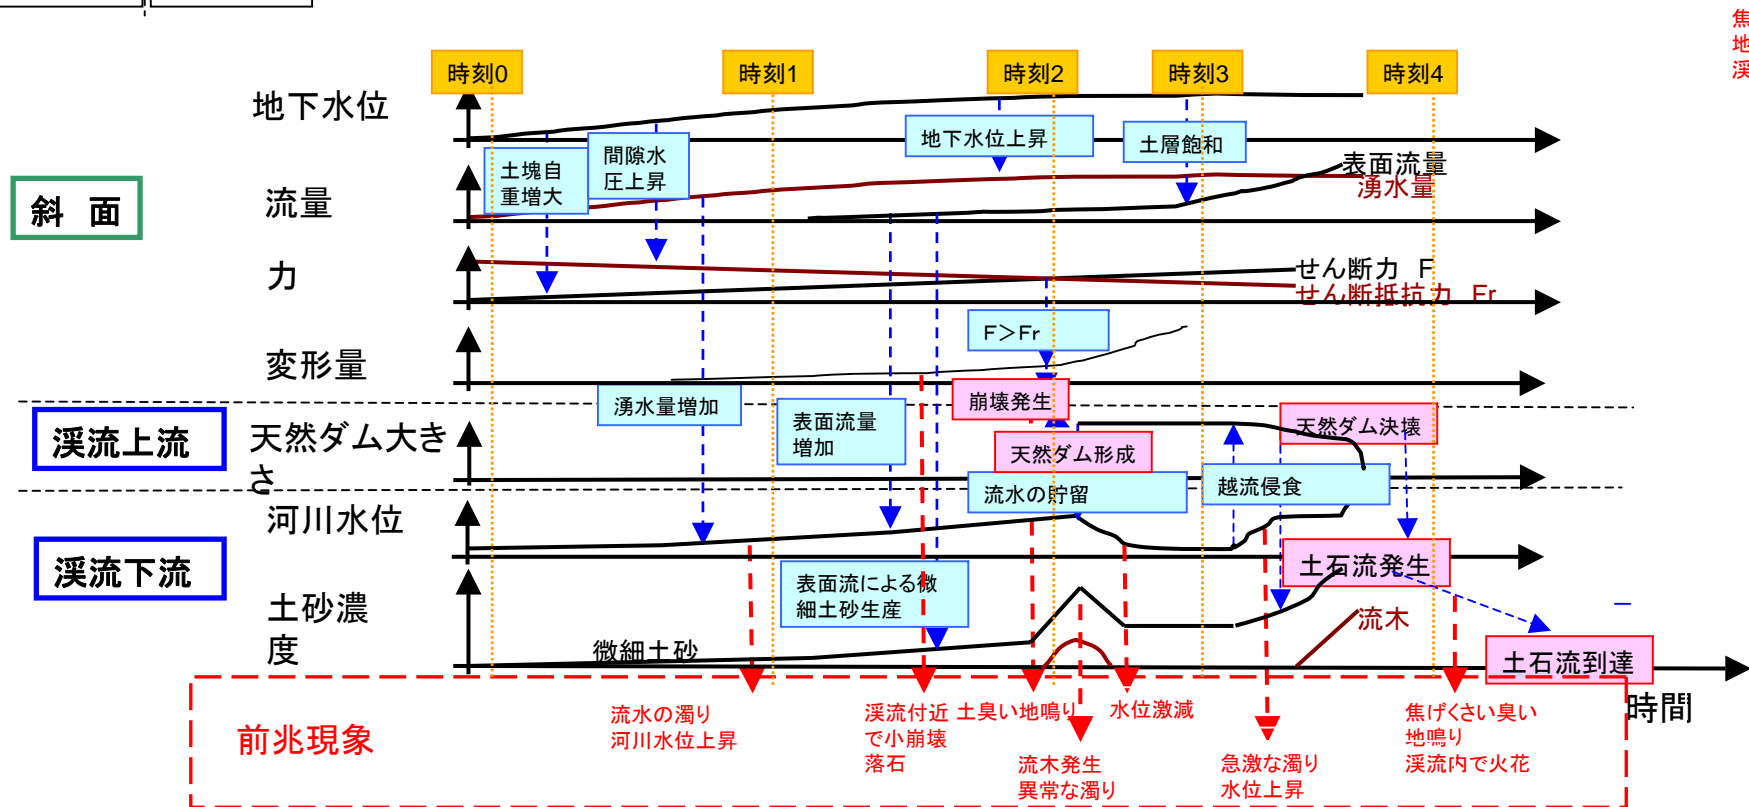 焦
地
渓
時刻0
時刻1
時刻2
時刻3
時刻4
地下水位
土塊自
重増大
間隙水
圧上昇
地下水位上昇
土層飽和
斜 面
流量
表面流量
湧水量
力
せん断力 F
せん断抵抗力 Fr
F＞Fr
変形量
湧水量増加
表面流量
増加
崩壊発生
渓流上流
天然ダム大き
さ
天然ダム形成
天然ダム決壊
流水の貯留
越流侵食
河川水位
渓流下流
土石流発生
表面流による微
細土砂生産
土砂濃
度
微細土砂
流木
土石流到達
時間
前兆現象
流水の濁り
河川水位上昇
渓流付近
で小崩壊
落石
土臭い地鳴り
流木発生
異常な濁り
水位激減
急激な濁り
水位上昇
焦げくさい臭い
地鳴り
渓流内で火花